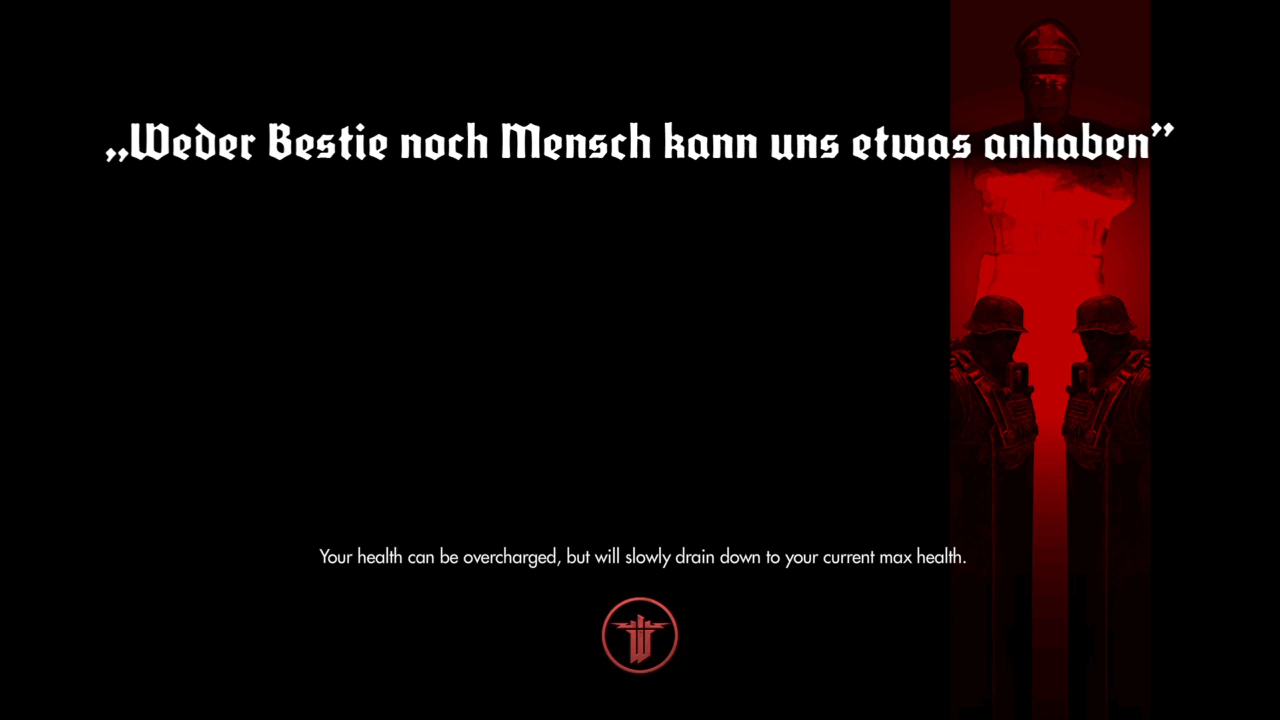 „Weder Bestie noch Mensch kann uns etwas anhaben”
Your health can be overcharged, but will slowly drain down to your current max health.